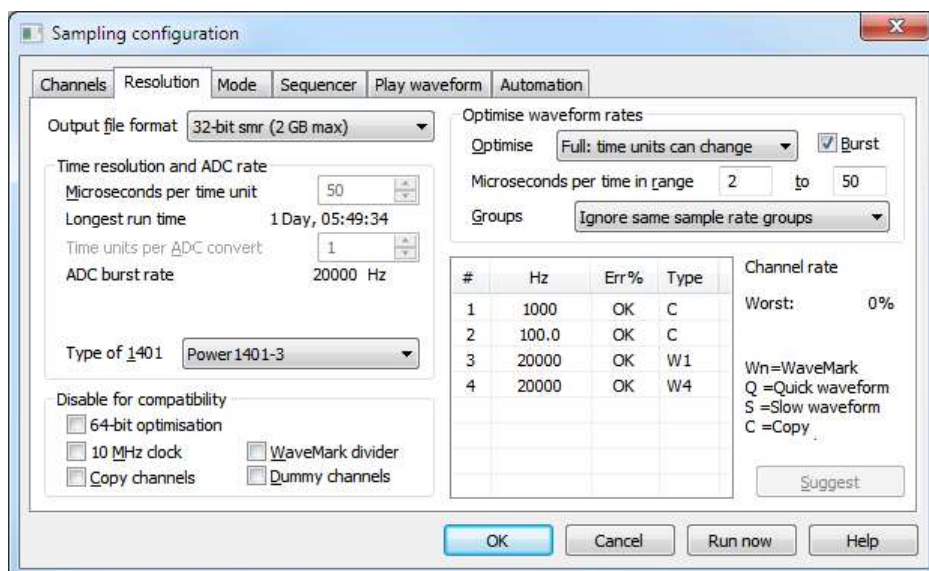 Sampling configuration
Channels Resolution Mode Sequencer Play waveform Automation
Output file format 32-bit smr (2 GB max)
Time resolution and ADC rate
Microseconds per time unit 50
Longest run time 1 Day, 05:49:34
Time units per ADC convert 1
ADC burst rate 20000 Hz
Type of 1401 Power1401-3
Disable for compatibility
64-bit optimisation
10 MHz clock WaveMark divider
Copy channels Dummy channels
Optimise waveform rates
Optimise Full: time units can change Burst
Microseconds per time in range 2 to 50
Groups Ignore same sample rate groups
# Hz Err% Type
1 1000 OK C
2 100.0 OK C
3 20000 OK W1
4 20000 OK W4
Channel rate
Worst: 0%
Wn=WaveMark
Q =Quick waveform
S =Slow waveform
C =Copy .
Suggest
OK Cancel Run now Help